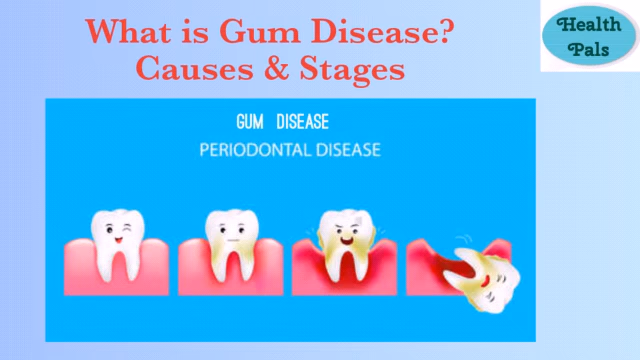 What is Gum Disease?
Causes & Stages
Health
Pals
GUM DISEASE
PERIODONTAL DISEASE